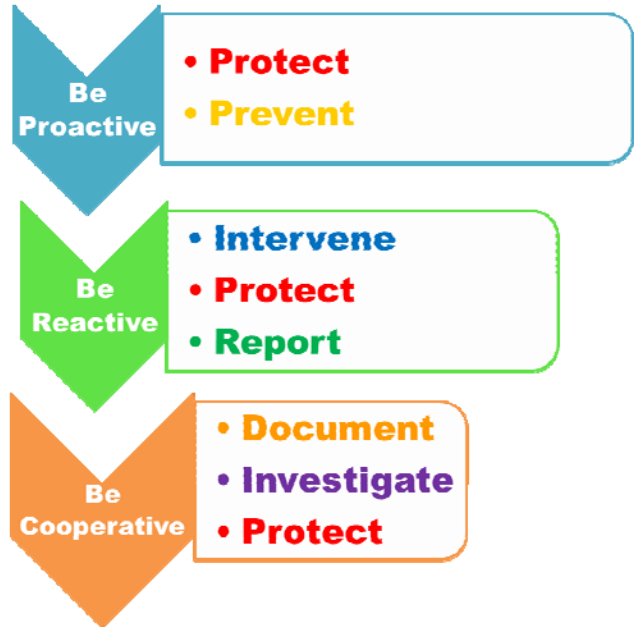 Be
Proactive
• Protect
• Prevent
Be
Reactive
• Intervene
• Protect
• Report
Be
Cooperative
• Document
• Investigate
• Protect